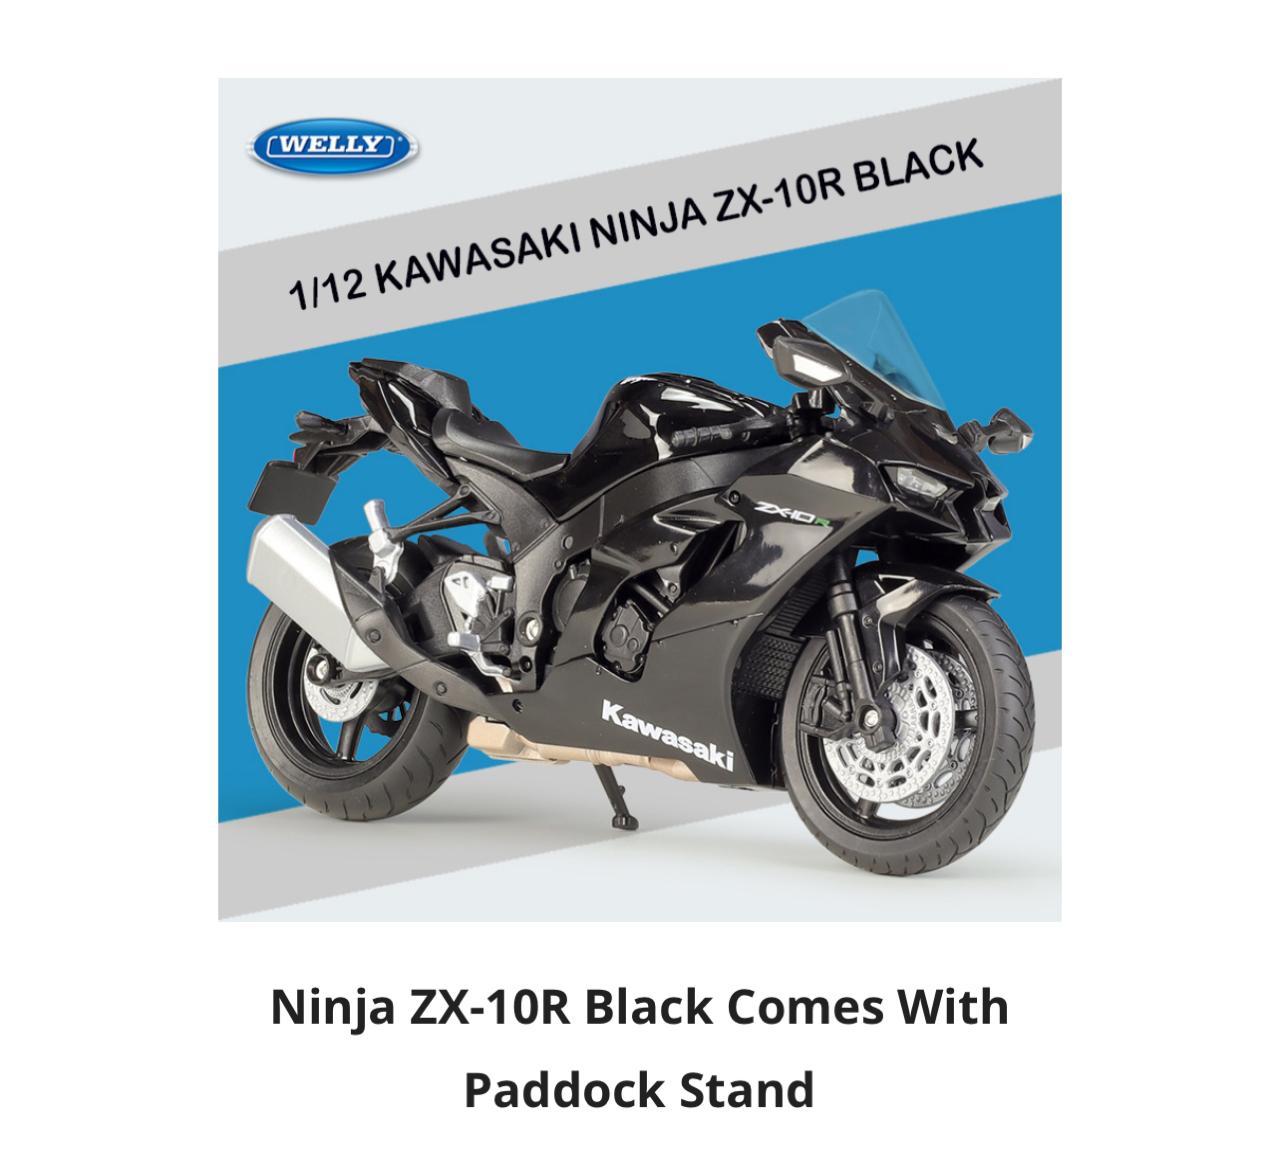 WELLY
1/12 KAWASAKI NINJA ZX-10R BLACK
ZX-10R
Kawasaki
Ninja ZX-10R Black Comes With
Paddock Stand